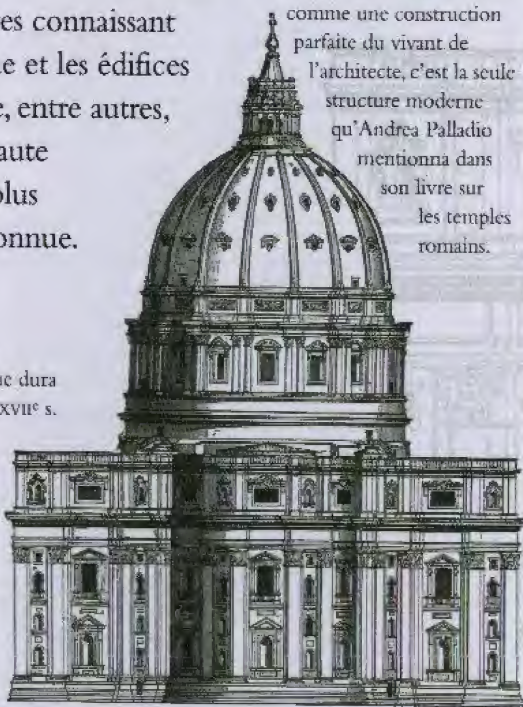 es connaissant
e et les édifices
e, entre autres,
aute
plus
onnue.
comme une construction
parfaite du vivant de
l'architecte, c'est la seule
structure moderne
qu'Andrea Palladio
mentionna dans
son livre sur
les temples
romains.
ue dura
XVIIᵉ s.